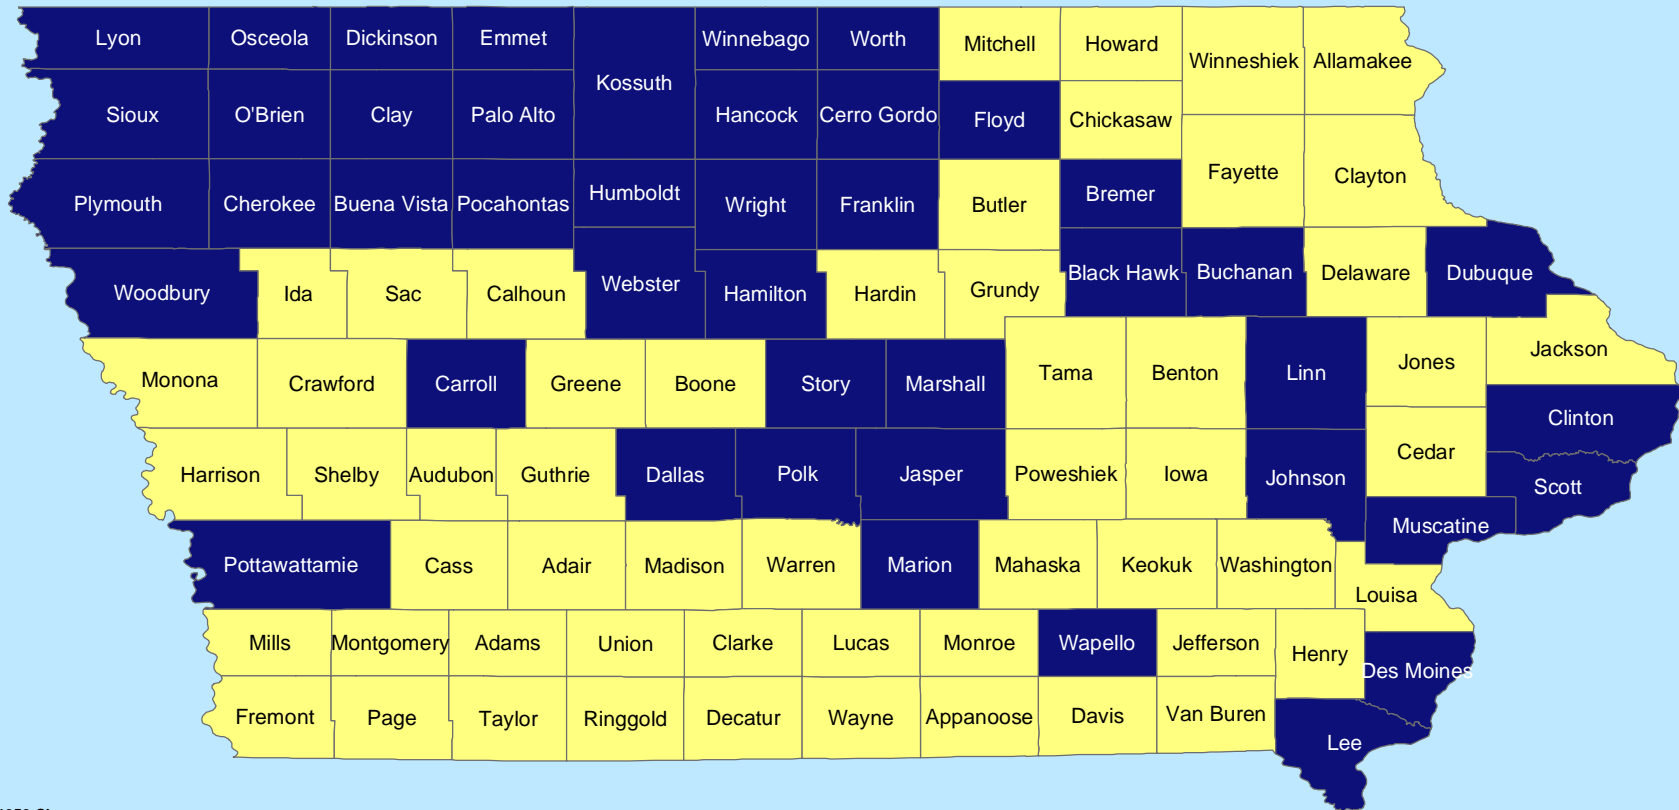 Lyon
Osceola
Dickinson
Emmet
Kossuth
Winnebago
Worth
Mitchell
Howard
Winneshiek
Allamakee
Sioux
O'Brien
Clay
Palo Alto
Hancock
Cerro Gordo
Floyd
Chickasaw
Plymouth
Cherokee
Buena Vista
Pocahontas
Humboldt
Wright
Franklin
Butler
Bremer
Fayette
Clayton
Woodbury
Ida
Sac
Calhoun
Webster
Hamilton
Hardin
Grundy
Black Hawk
Buchanan
Delaware
Dubuque
Monona
Crawford
Carroll
Greene
Boone
Story
Marshall
Tama
Benton
Linn
Jones
Jackson
Clinton
Harrison
Shelby
Audubon
Guthrie
Dallas
Polk
Jasper
Poweshiek
Iowa
Johnson
Cedar
Scott
Muscatine
Pottawattamie
Cass
Adair
Madison
Warren
Marion
Mahaska
Keokuk
Washington
Louisa
Mills
Montgomery
Adams
Union
Clarke
Lucas
Monroe
Wapello
Jefferson
Henry
Des Moines
Fremont
Page
Taylor
Ringgold
Decatur
Wayne
Appanoose
Davis
Van Buren
Lee